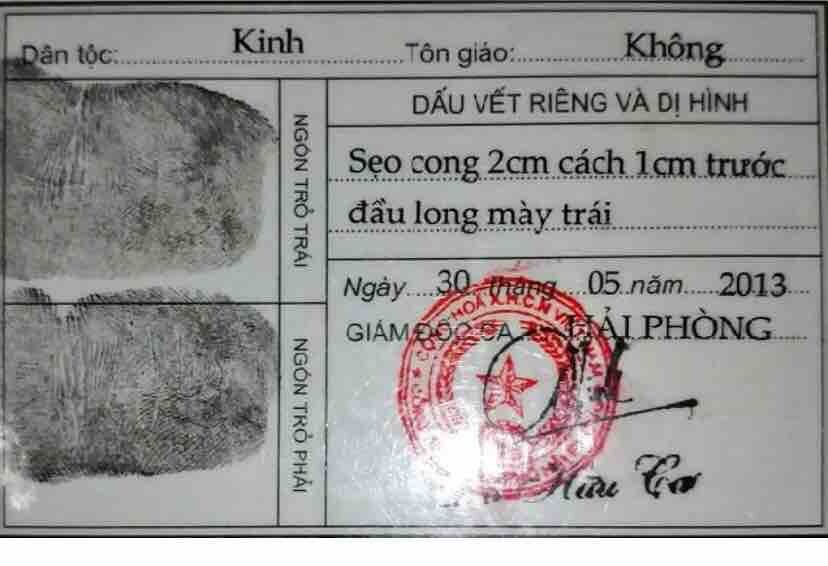 Dân tộc: Kinh Tôn giáo: Không
NGÓN TRỎ TRÁI
DẤU VẾT RIÊNG VÀ DỊ HÌNH
Sẹo cong 2cm cách 1cm trước
đầu long mày trái
Ngày 30 tháng 05 năm 2013
GIÁM ĐỐC CA HẢI PHÒNG
NGÓN TRỎ PHẢI
Hữu Ca